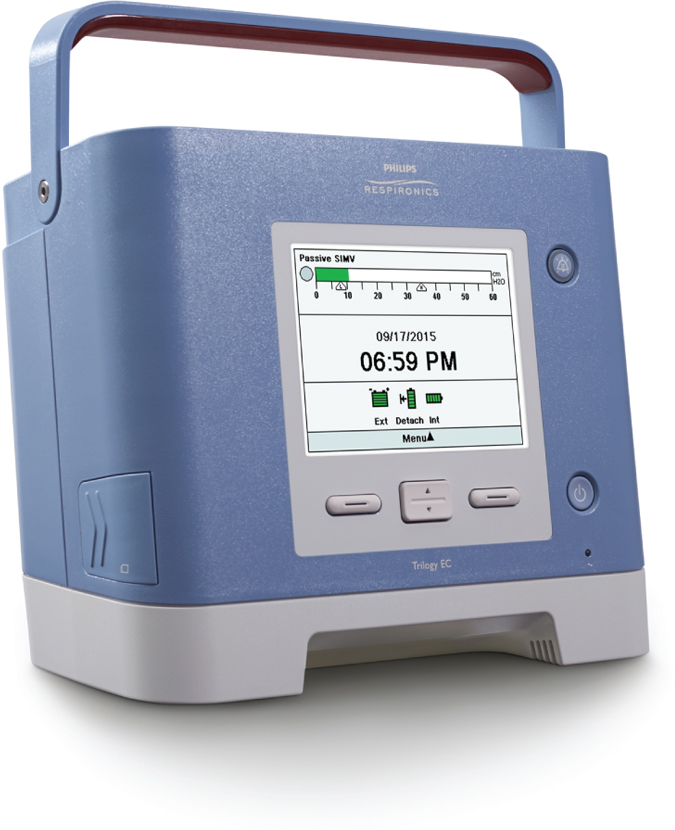 PHILIPS
RESPIRONICS
Passive SIMV
cm
H2O
0 10 20 30 40 50 60
09/17/2015
06:59 PM
Ext Detach Int
Menu▲
Trilogy EC